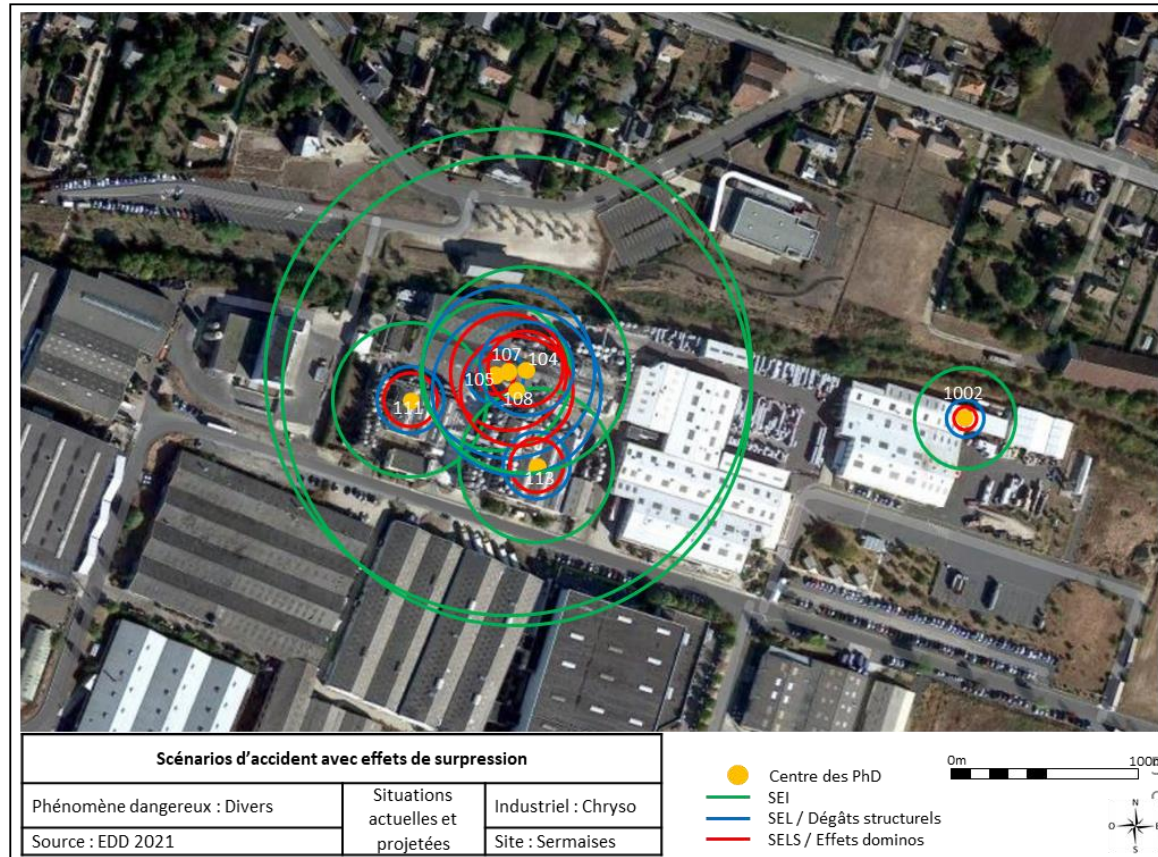 107
104
105
108
111
113
1002
Scénarios d'accident avec effets de surpression
Phénomène dangereux : Divers
Situations
actuelles et
projetées
Industriel : Chryso
Source : EDD 2021
Site : Sermaises
Centre des PhD
SEI
SEL / Dégâts structurels
SELS / Effets dominos
0m
N
O
E
S